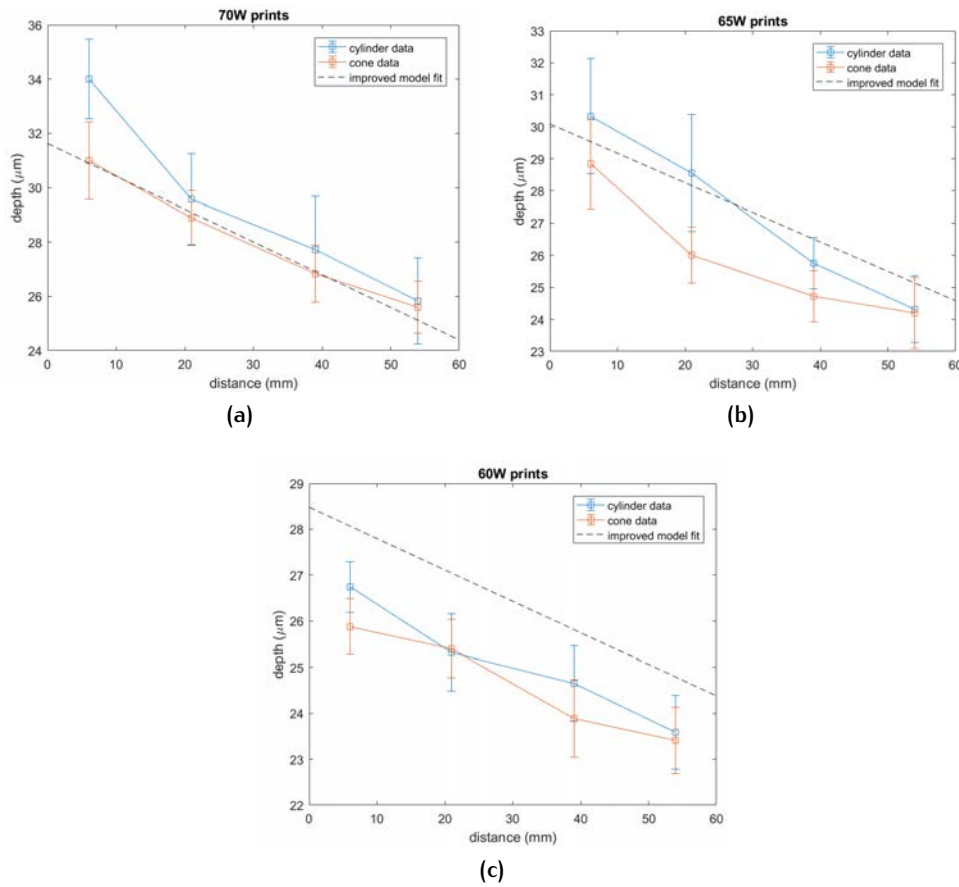 70W prints
36
34
32
30
28
26
24
depth (μm)
0 10 20 30 40 50 60
distance (mm)
cylinder data
cone data
improved model fit
(a)
65W prints
33
32
31
30
29
28
27
26
25
24
23
depth (μm)
0 10 20 30 40 50 60
distance (mm)
cylinder data
cone data
improved model fit
(b)
60W prints
29
28
27
26
25
24
23
22
depth (μm)
0 10 20 30 40 50 60
distance (mm)
cylinder data
cone data
improved model fit
(c)